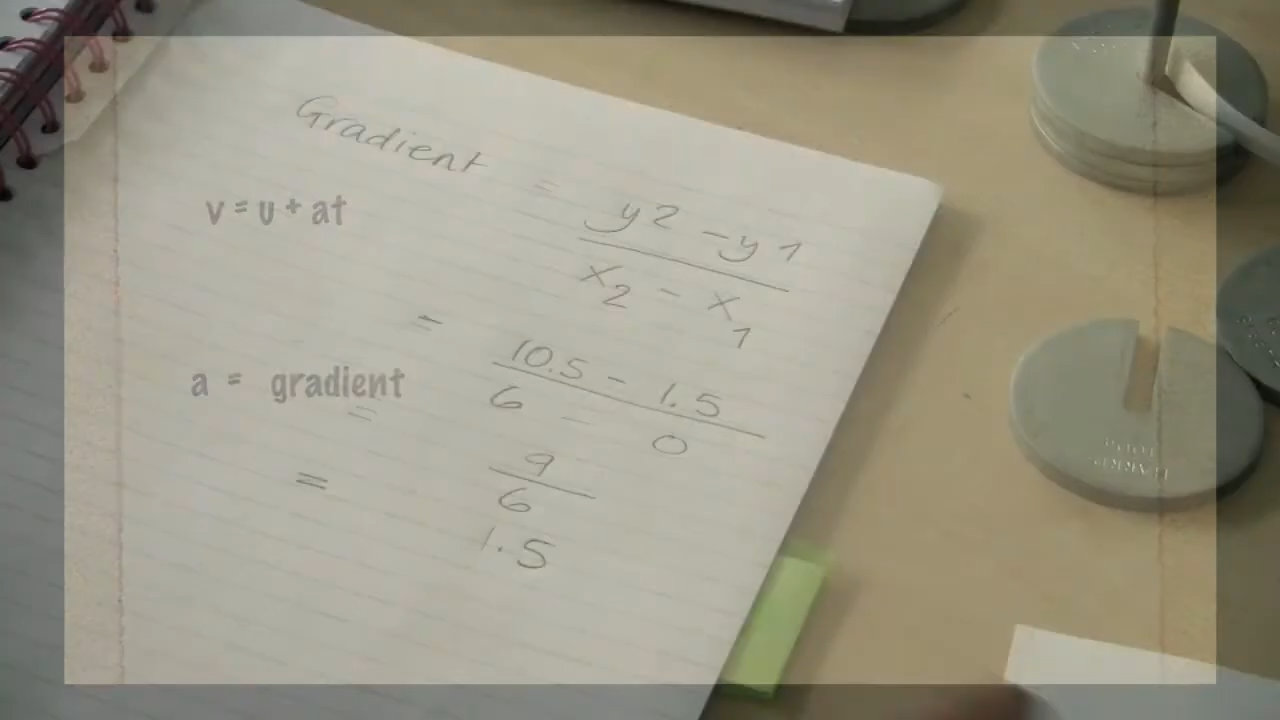 Gradient = y2 - y1
x2 - x1
v = u + at
= 10.5 - 1.5
6 - 0
a = gradient
=
= 9
6
1.5